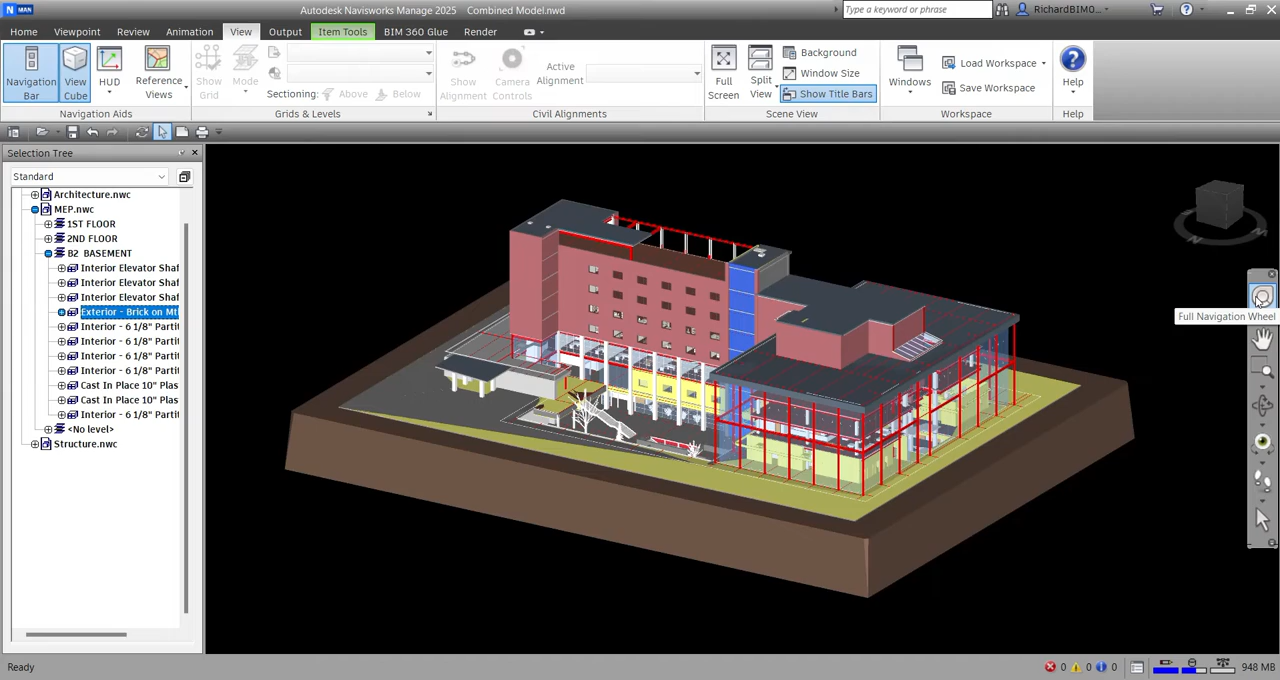 N MAN
Autodesk Navisworks Manage 2025 Combined Model.nwd
Type a keyword or phrase
RichardBIMO...
Home Viewpoint Review Animation View Output Item Tools BIM 360 Glue Render
Navigation Bar
View Cube
HUD
Reference Views
Navigation Aids
Show Grid
Mode
Sectioning: Above Below
Grids & Levels
Show Alignment
Camera Controls
Active Alignment
Civil Alignments
Full Screen
Split View
Background
Window Size
Show Title Bars
Scene View
Windows
Load Workspace
Save Workspace
Workspace
Help
Help
Selection Tree
Standard
Architecture.nwc
MEP.nwc
1ST FLOOR
2ND FLOOR
B2 BASEMENT
Interior Elevator Shaf
Interior Elevator Shaf
Interior Elevator Shaf
Exterior - Brick on Mtl
Interior - 6 1/8" Partit
Interior - 6 1/8" Partit
Interior - 6 1/8" Partit
Interior - 6 1/8" Partit
Cast In Place 10" Plas
Cast In Place 10" Plas
Interior - 6 1/8" Partit
<No level>
Structure.nwc
Full Navigation Wheel
Ready
0 0 0 948 MB